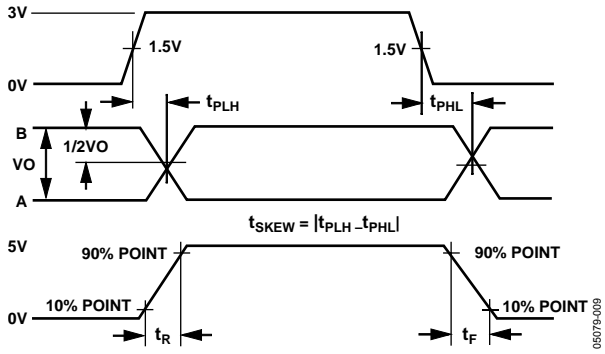 3V
1.5V
1.5V
0V
tPLH
tPHL
B
1/2VO
VO
A
tSKEW = |tPLH – tPHL|
5V
90% POINT
90% POINT
10% POINT
10% POINT
0V
tR
tF
05079-009